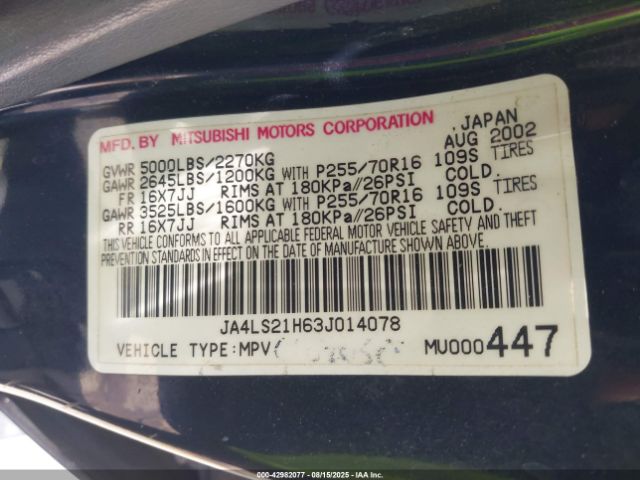 MFD. BY MITSUBISHI MOTORS CORPORATION JAPAN
GVWR 5000LBS/2270KG AUG 2002
GAWR 2645LBS/1200KG WITH P255/70R16 109S TIRES
FR 16X7JJ RIMS AT 180KPa//26PSI COLD.
GAWR 3525LBS/1600KG WITH P255/70R16 109S TIRES
RR 16X7JJ RIMS AT 180KPa//26PSI COLD.
THIS VEHICLE CONFORMS TO ALL APPLICABLE FEDERAL MOTOR VEHICLE SAFETY AND THEFT
PREVENTION STANDARDS IN EFFECT ON THE DATE OF MANUFACTURE SHOWN ABOVE.
JA4LS21H63J014078
VEHICLE TYPE:MPV MU000447
000-42982077 - 08/15/2025 - IAA Inc.